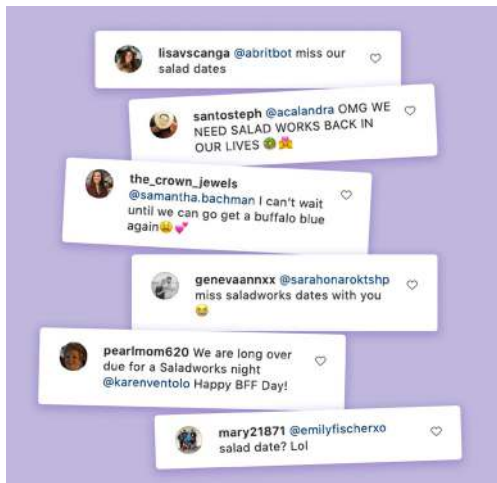 lisavscanga @abritbot miss our
salad dates
santosteph @acalandra OMG WE
NEED SALAD WORKS BACK IN
OUR LIVES 🥗💏
the_crown_jewels
@samantha.bachman I can't wait
until we can go get a buffalo blue
again😩💕
genevaannxx @sarahonaroktshp
miss saladworks dates with you
😂
pearlmom620 We are long over
due for a Saladworks night
@karenventolo Happy BFF Day!
mary21871 @emilyfischerxo
salad date? Lol